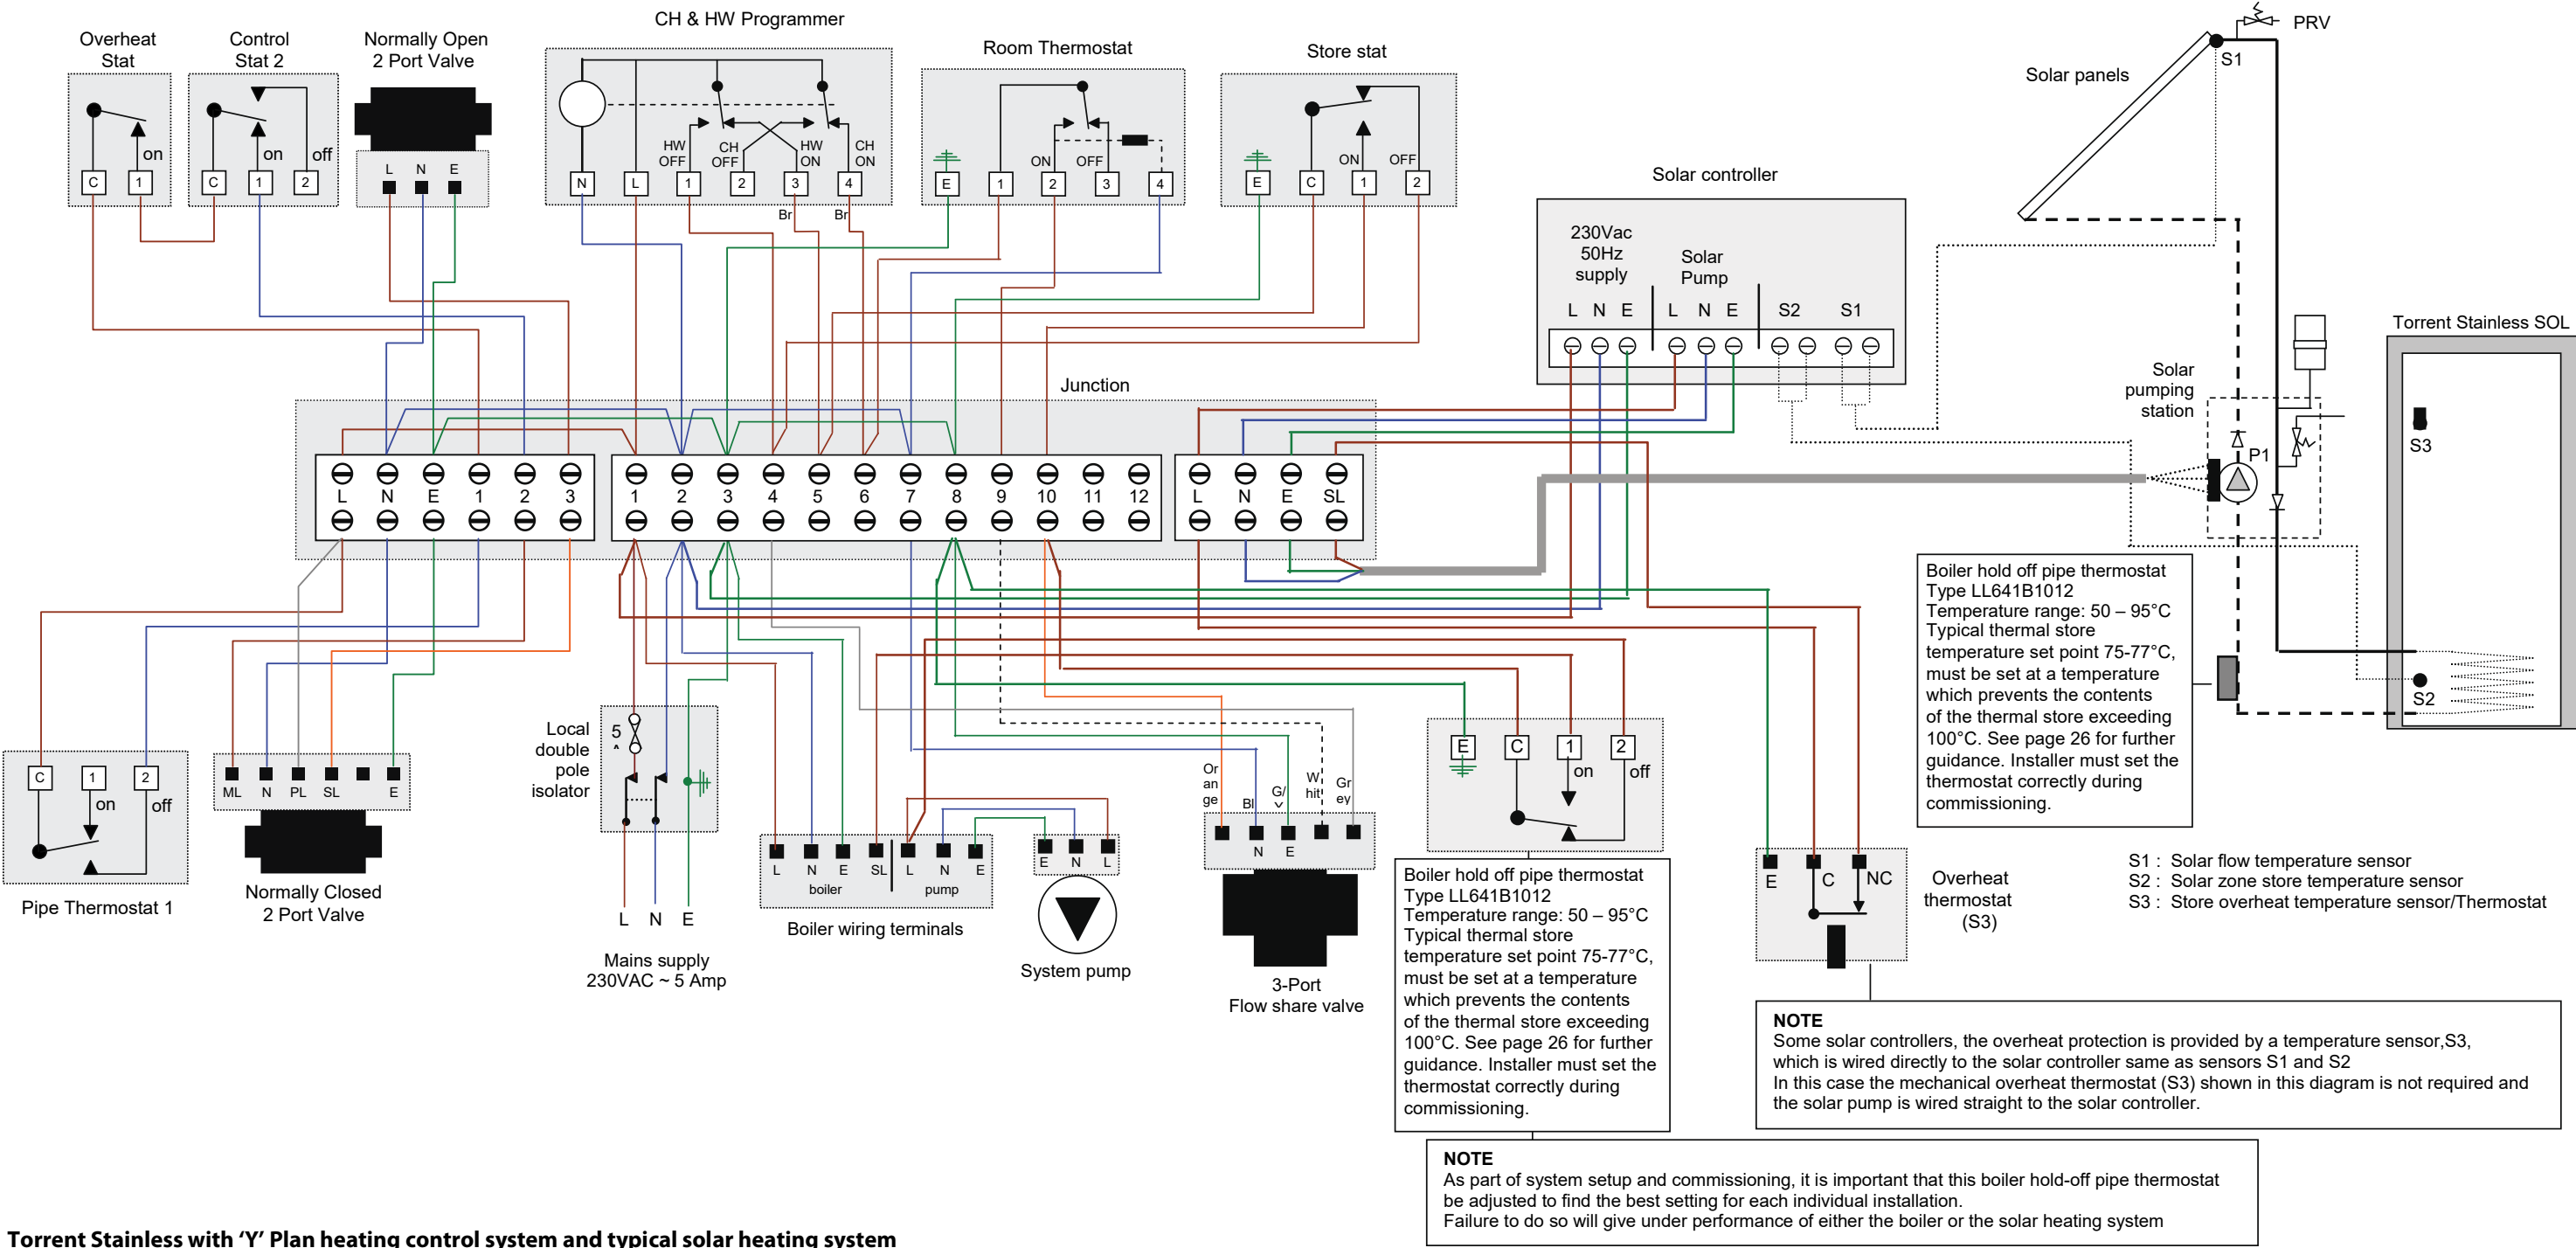 CH & HW Programmer
Overheat
Stat
Control
Stat 2
Normally Open
2 Port Valve
Room Thermostat
Store stat
PRV
S1
Solar panels
on
on
off
L N E
HW
OFF
CH
OFF
HW
ON
CH
ON
ON
OFF
ON
OFF
C 1
C 1 2
N L 1 2 3 4
E 1 2 3 4
E C 1 2
Br
Br
Solar controller
230Vac
50Hz
supply
Solar
Pump
L N E L N E S2 S1
Torrent Stainless SOL
Solar
pumping
station
Junction
S3
P1
L N E 1 2 3
1 2 3 4 5 6 7 8 9 10 11 12
L N E SL
Boiler hold off pipe thermostat
Type LL641B1012
Temperature range: 50 – 95°C
Typical thermal store
temperature set point 75-77°C,
must be set at a temperature
which prevents the contents
of the thermal store exceeding
100°C. See page 26 for further
guidance. Installer must set the
thermostat correctly during
commissioning.
S2
C 1 2
on
off
Pipe Thermostat 1
ML N PL SL E
Normally Closed
2 Port Valve
Local
double
pole
isolator
5
A
L N E
Mains supply
230VAC ~ 5 Amp
L N E SL L N E
boiler
pump
Boiler wiring terminals
E N L
System pump
Or
an
ge
Bl
G/
Y
W
hit
Gr
ey
N E
3-Port
Flow share valve
E C 1 2
on
off
Boiler hold off pipe thermostat
Type LL641B1012
Temperature range: 50 – 95°C
Typical thermal store
temperature set point 75-77°C,
must be set at a temperature
which prevents the contents
of the thermal store exceeding
100°C. See page 26 for further
guidance. Installer must set the
thermostat correctly during
commissioning.
E C NC
Overheat
thermostat
(S3)
S1 : Solar flow temperature sensor
S2 : Solar zone store temperature sensor
S3 : Store overheat temperature sensor/Thermostat
NOTE
Some solar controllers, the overheat protection is provided by a temperature sensor,S3,
which is wired directly to the solar controller same as sensors S1 and S2
In this case the mechanical overheat thermostat (S3) shown in this diagram is not required and
the solar pump is wired straight to the solar controller.
NOTE
As part of system setup and commissioning, it is important that this boiler hold-off pipe thermostat
be adjusted to find the best setting for each individual installation.
Failure to do so will give under performance of either the boiler or the solar heating system
Torrent Stainless with ‘Y’ Plan heating control system and typical solar heating system